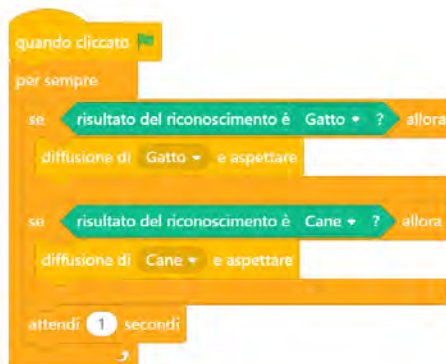 quando cliccato
per sempre
se risultato del riconoscimento è Gatto ? allora
diffusione di Gatto e aspettare
se risultato del riconoscimento è Cane ? allora
diffusione di Cane e aspettare
attendi 1 secondi